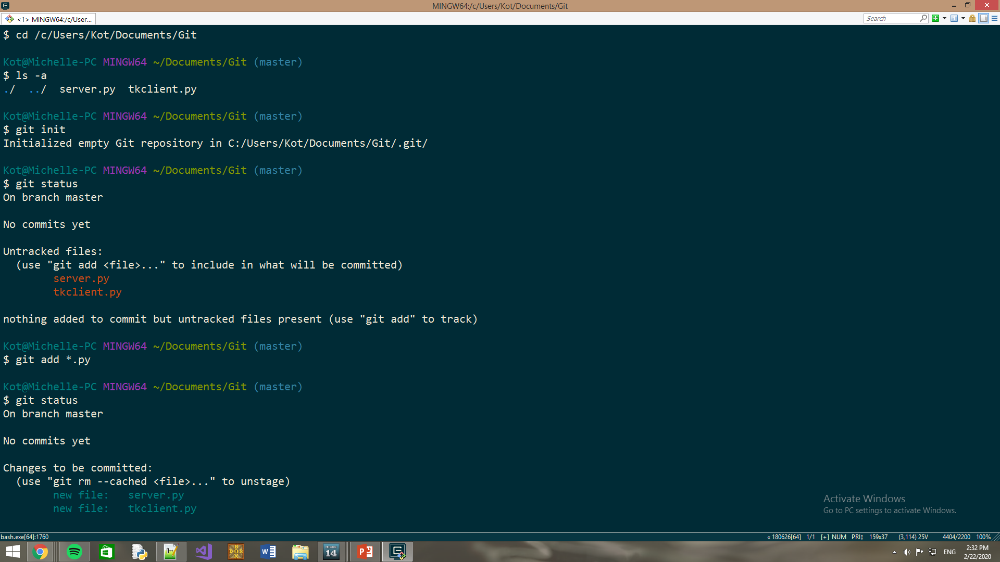 MINGW64:/c/Users/Kot/Documents/Git
<1> MINGW64:/c/User...
Search
$ cd /c/Users/Kot/Documents/Git
Kot@Michelle-PC MINGW64 ~/Documents/Git (master)
$ ls -a
./  ../  server.py  tkclient.py
Kot@Michelle-PC MINGW64 ~/Documents/Git (master)
$ git init
Initialized empty Git repository in C:/Users/Kot/Documents/Git/.git/
Kot@Michelle-PC MINGW64 ~/Documents/Git (master)
$ git status
On branch master
No commits yet
Untracked files:
  (use "git add <file>..." to include in what will be committed)
        server.py
        tkclient.py
nothing added to commit but untracked files present (use "git add" to track)
Kot@Michelle-PC MINGW64 ~/Documents/Git (master)
$ git add *.py
Kot@Michelle-PC MINGW64 ~/Documents/Git (master)
$ git status
On branch master
No commits yet
Changes to be committed:
  (use "git rm --cached <file>..." to unstage)
        new file:   server.py
        new file:   tkclient.py
Activate Windows
Go to PC settings to activate Windows.
bash.exe[64]:1760
« 180626[64] 1/1 [+] NUM PRI↕ 159x37 (3,114) 25V 4404/2200 100%
BDOSX
14
ENG
2:32 PM
2/22/2020